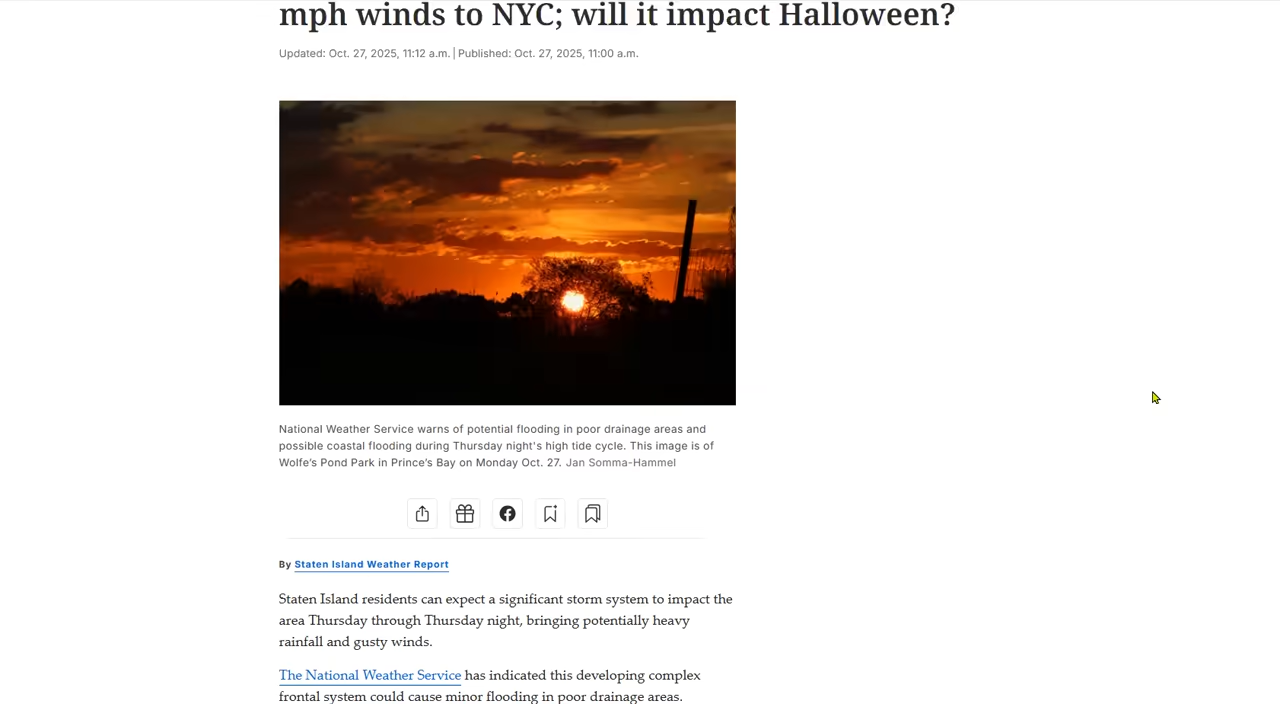 mph winds to NYC; will it impact Halloween?
Updated: Oct. 27, 2025, 11:12 a.m. | Published: Oct. 27, 2025, 11:00 a.m.
National Weather Service warns of potential flooding in poor drainage areas and
possible coastal flooding during Thursday night's high tide cycle. This image is of
Wolfe’s Pond Park in Prince’s Bay on Monday Oct. 27. Jan Somma-Hammel
By Staten Island Weather Report
Staten Island residents can expect a significant storm system to impact the
area Thursday through Thursday night, bringing potentially heavy
rainfall and gusty winds.
The National Weather Service has indicated this developing complex
frontal system could cause minor flooding in poor drainage areas.